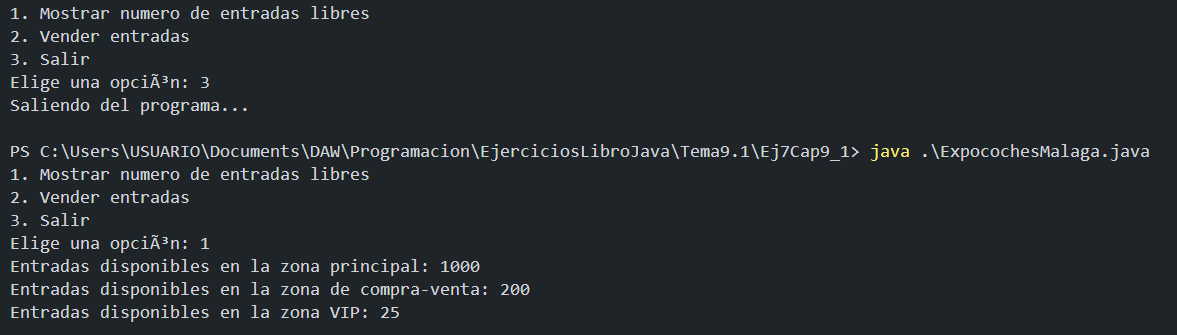 1. Mostrar numero de entradas libres
2. Vender entradas
3. Salir
Elige una opciÃ³n: 3
Saliendo del programa...
PS C:\Users\USUARIO\Documents\DAW\Programacion\EjerciciosLibroJava\Tema9.1\Ej7Cap9_1> java .\ExpocochesMalaga.java
1. Mostrar numero de entradas libres
2. Vender entradas
3. Salir
Elige una opciÃ³n: 1
Entradas disponibles en la zona principal: 1000
Entradas disponibles en la zona de compra-venta: 200
Entradas disponibles en la zona VIP: 25